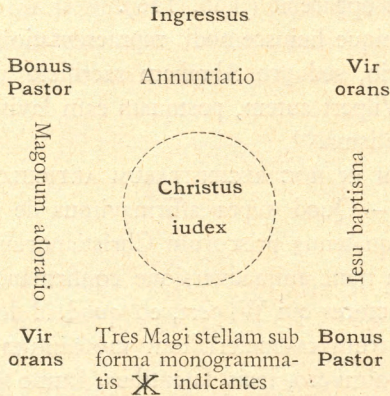 Ingressus
Bonus
Pastor
Annuntiatio
Vir
orans
Magorum adoratio
Christus
iudex
Iesu baptisma
Vir
orans
Tres Magi stellam sub
forma monogramma-
tis indicantes
Bonus
Pastor